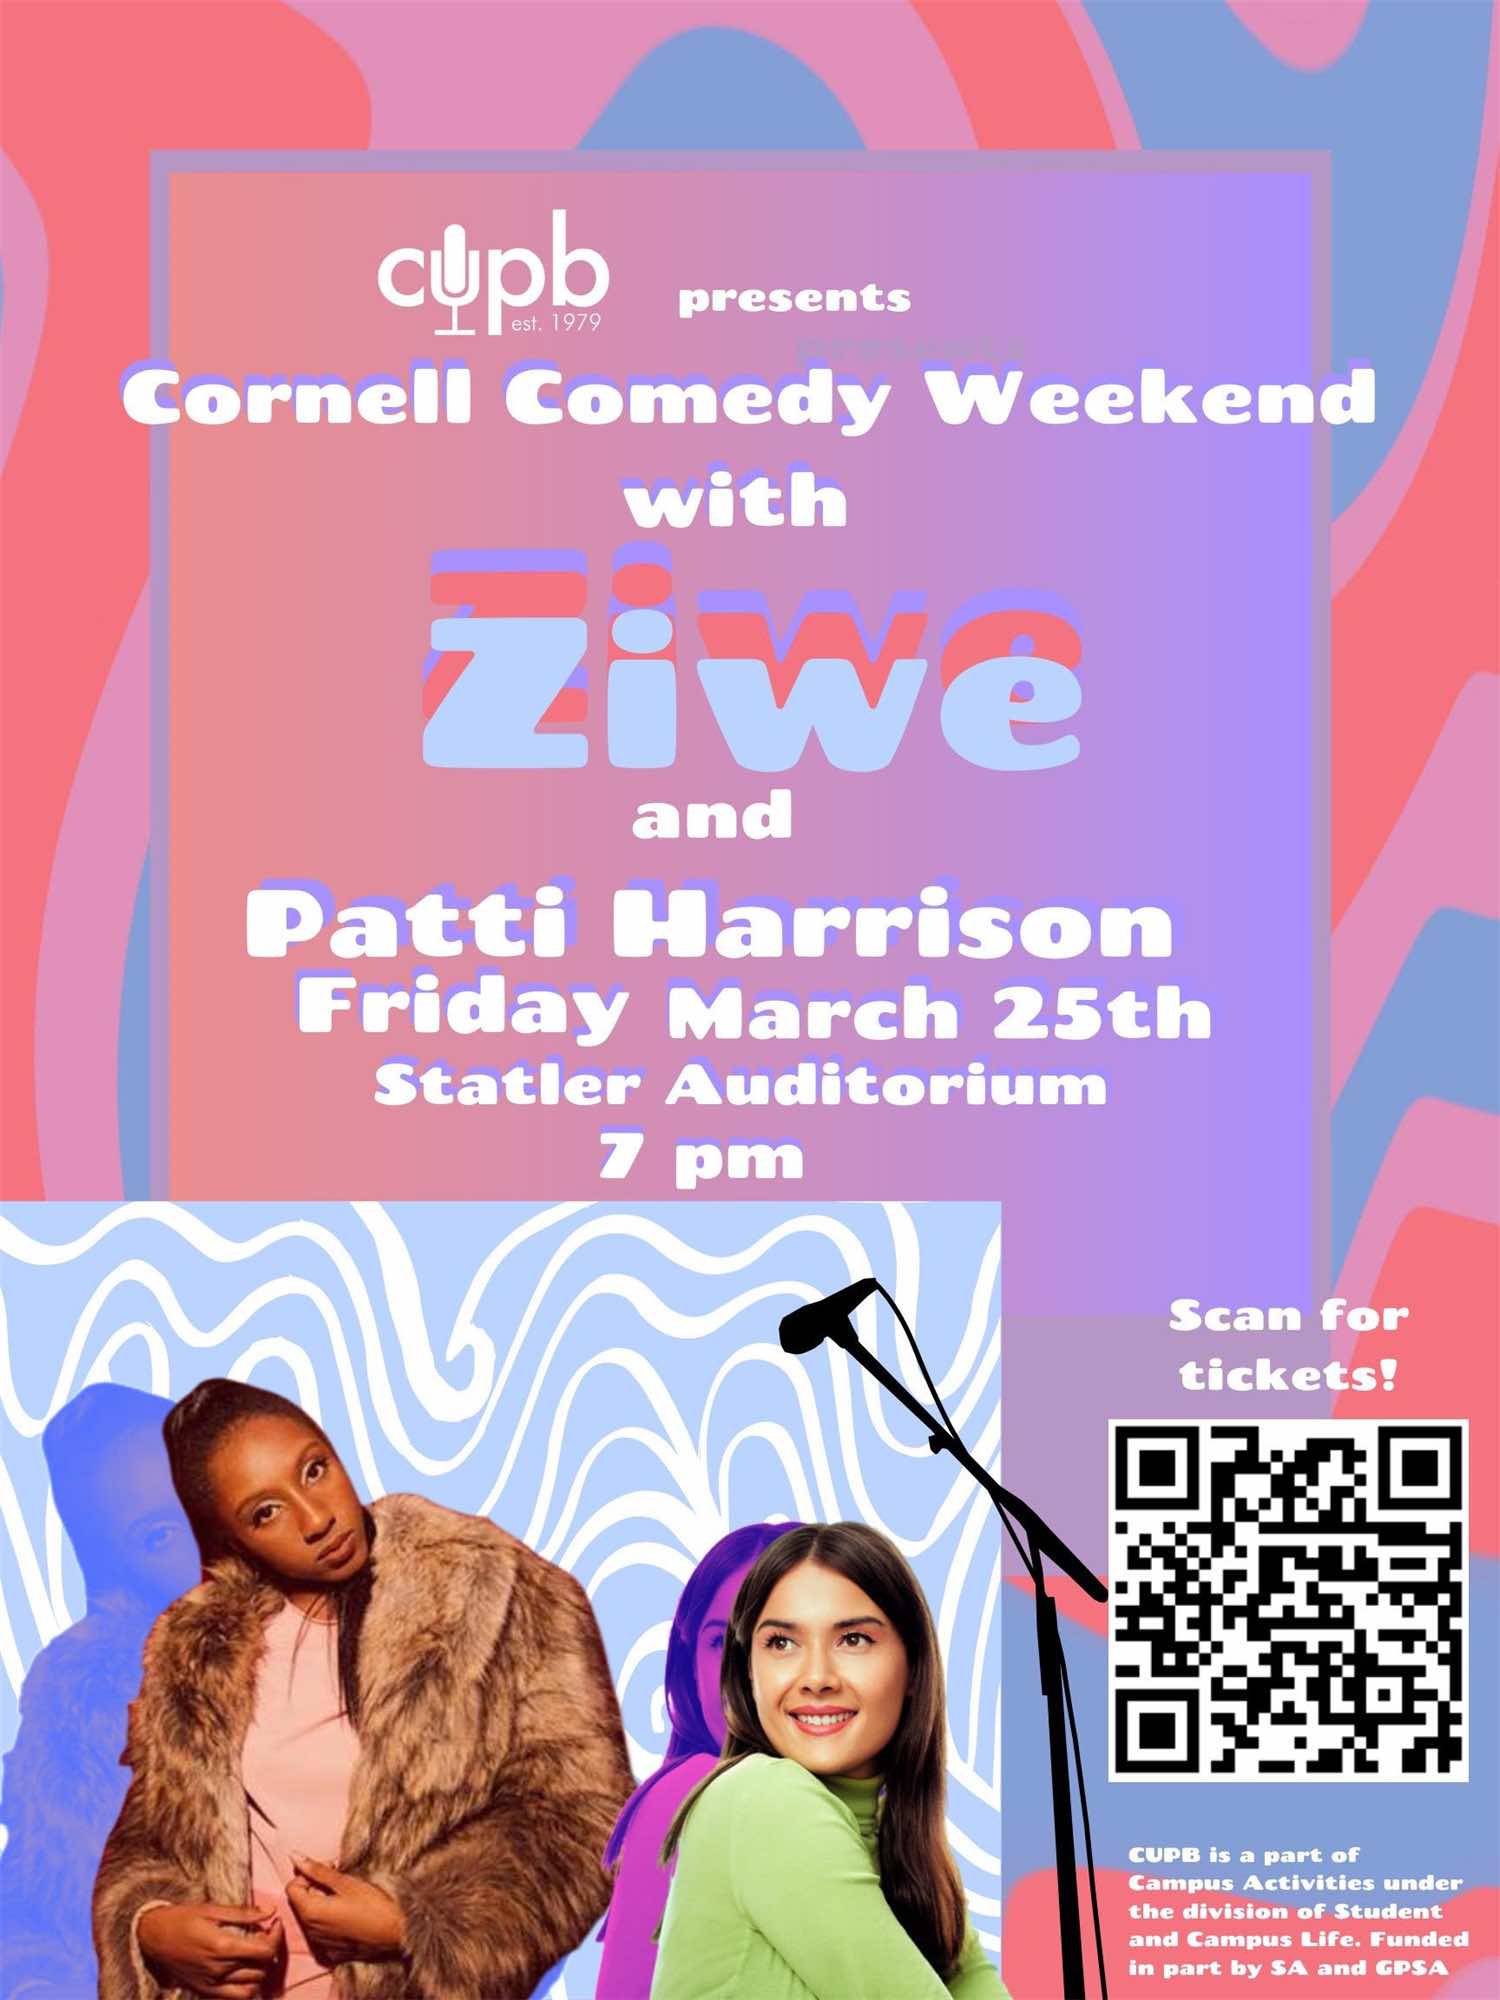 cupb
est. 1979
presents
presents
Cornell Comedy Weekend
with
Ziwe
and
Patti Harrison
Friday March 25th
Statler Auditorium
7 pm
Scan for
tickets!
CUPB is a part of
Campus Activities under
the division of Student
and Campus Life. Funded
in part by SA and GPSA